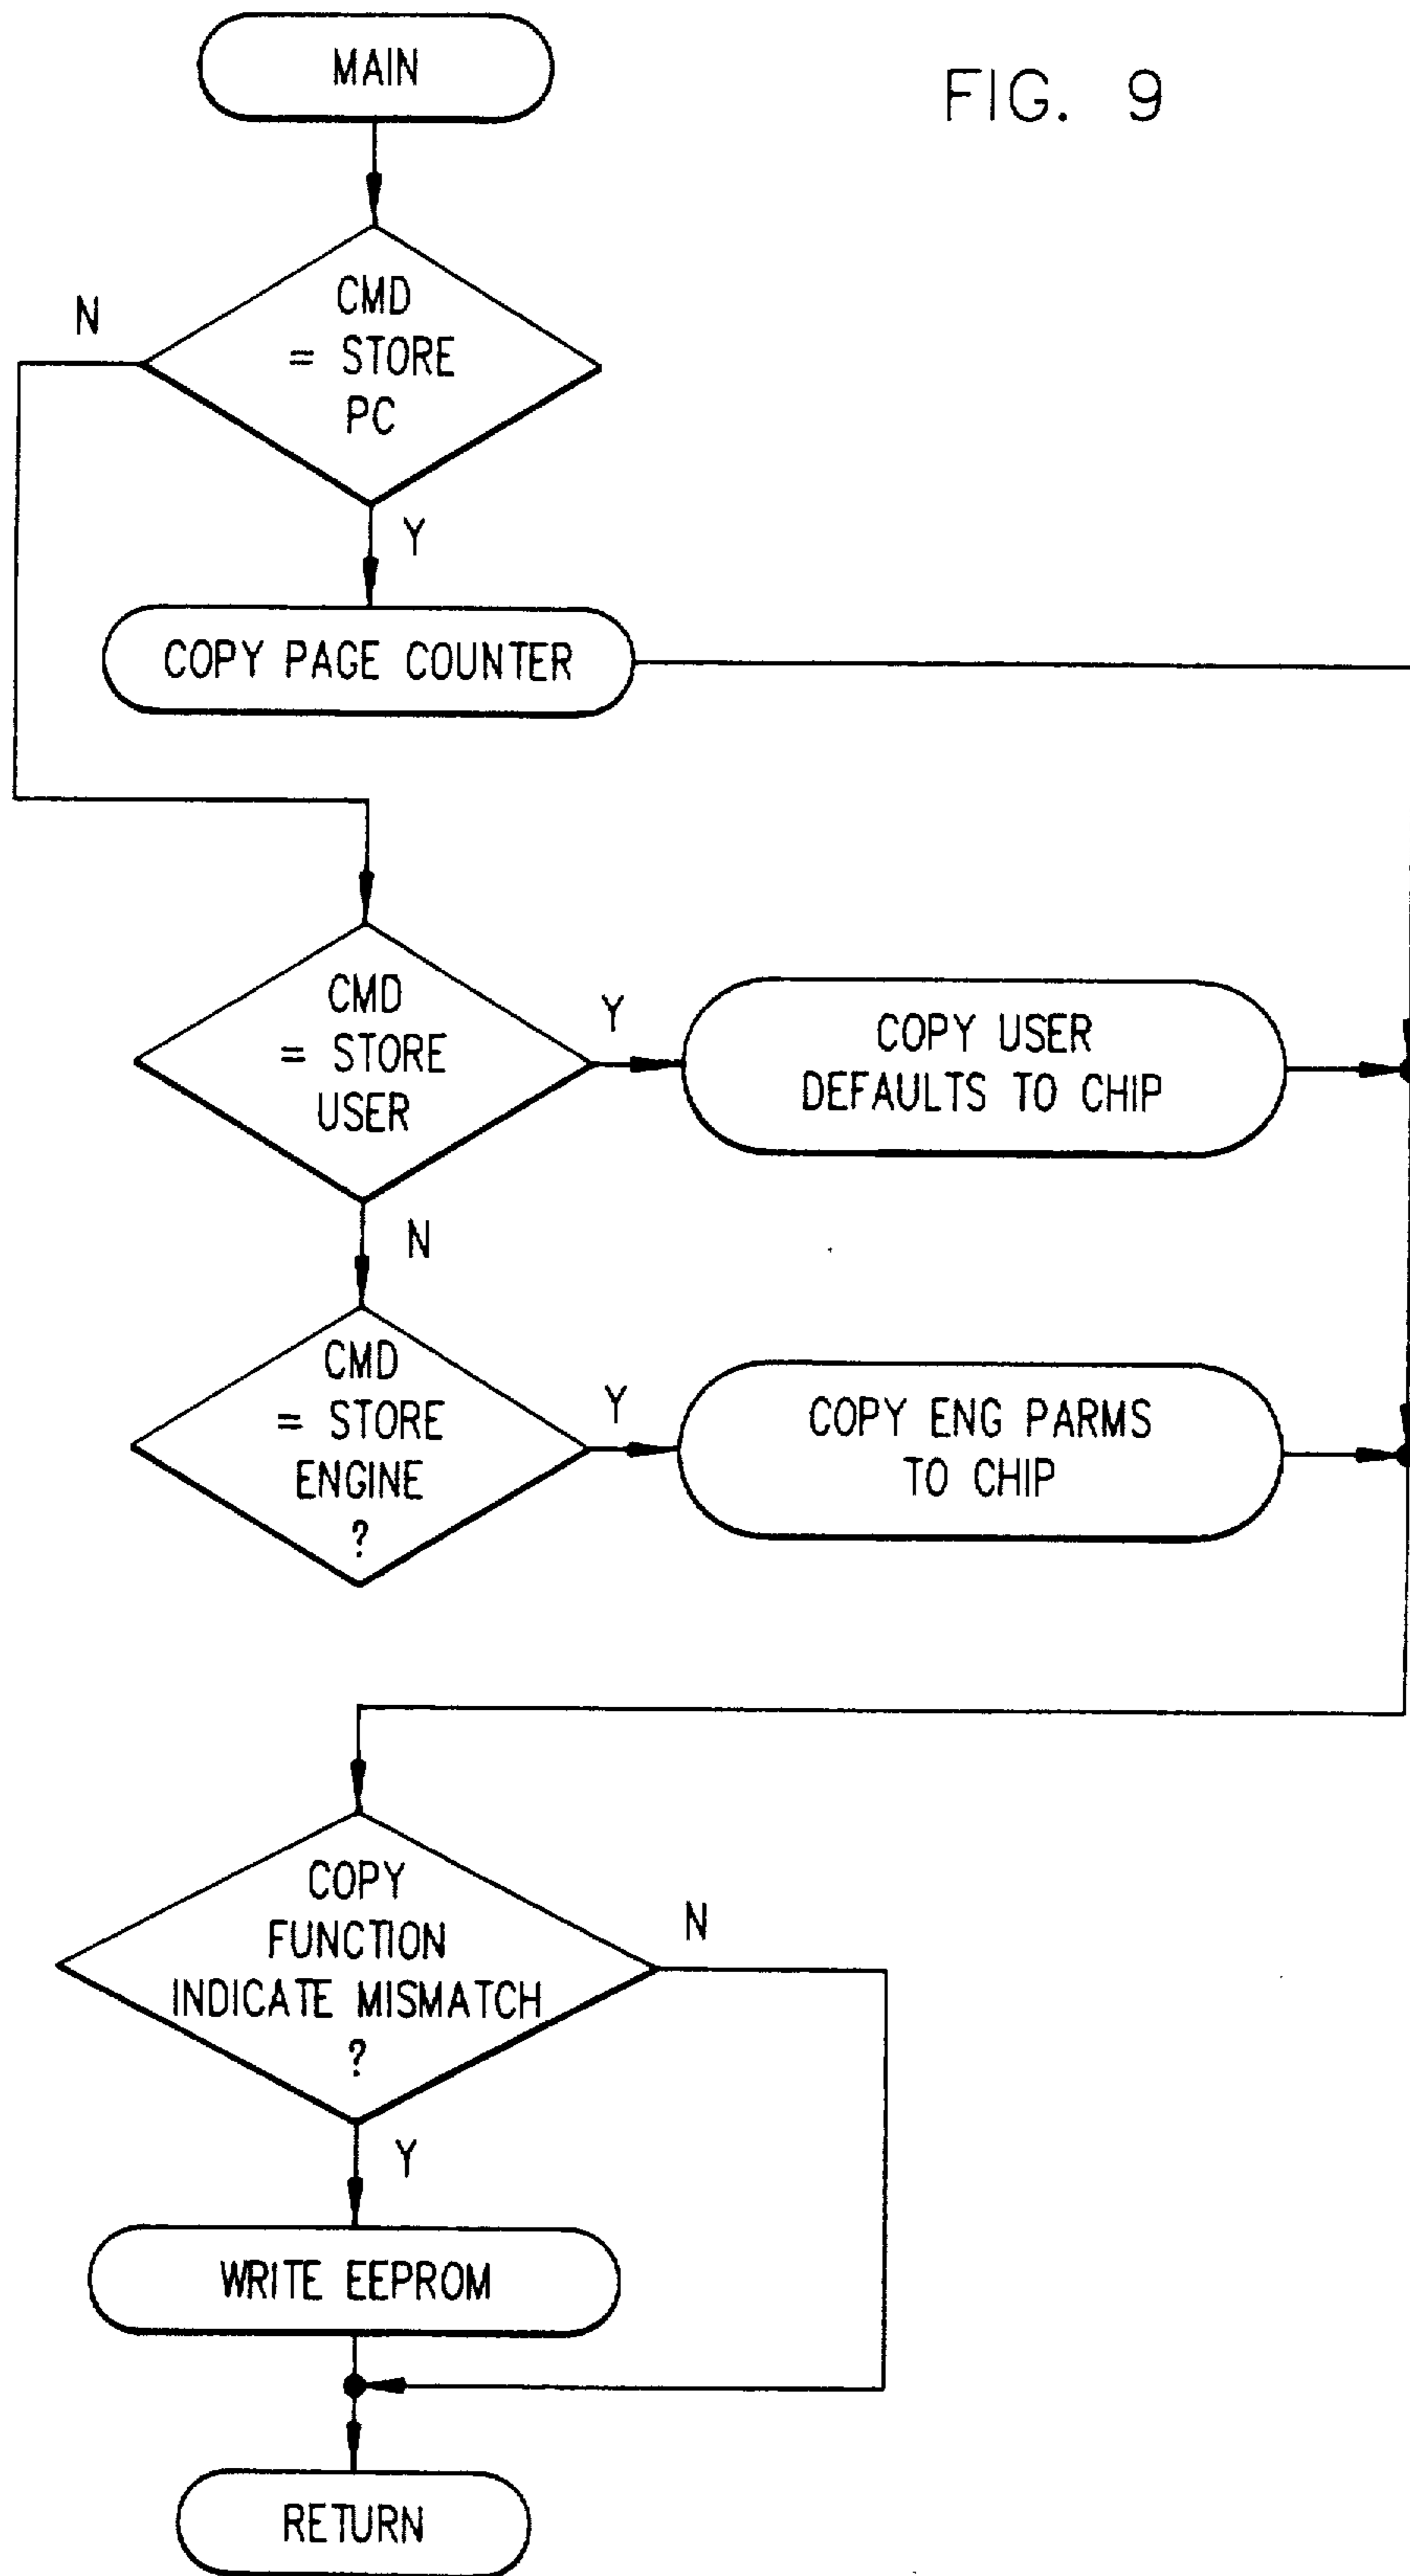 MAIN
FIG. 9
CMD
= STORE
PC
N
Y
COPY PAGE COUNTER
CMD
= STORE
USER
Y
COPY USER
DEFAULTS TO CHIP
N
CMD
= STORE
ENGINE
?
Y
COPY ENG PARMS
TO CHIP
COPY
FUNCTION
INDICATE MISMATCH
?
N
Y
WRITE EEPROM
RETURN